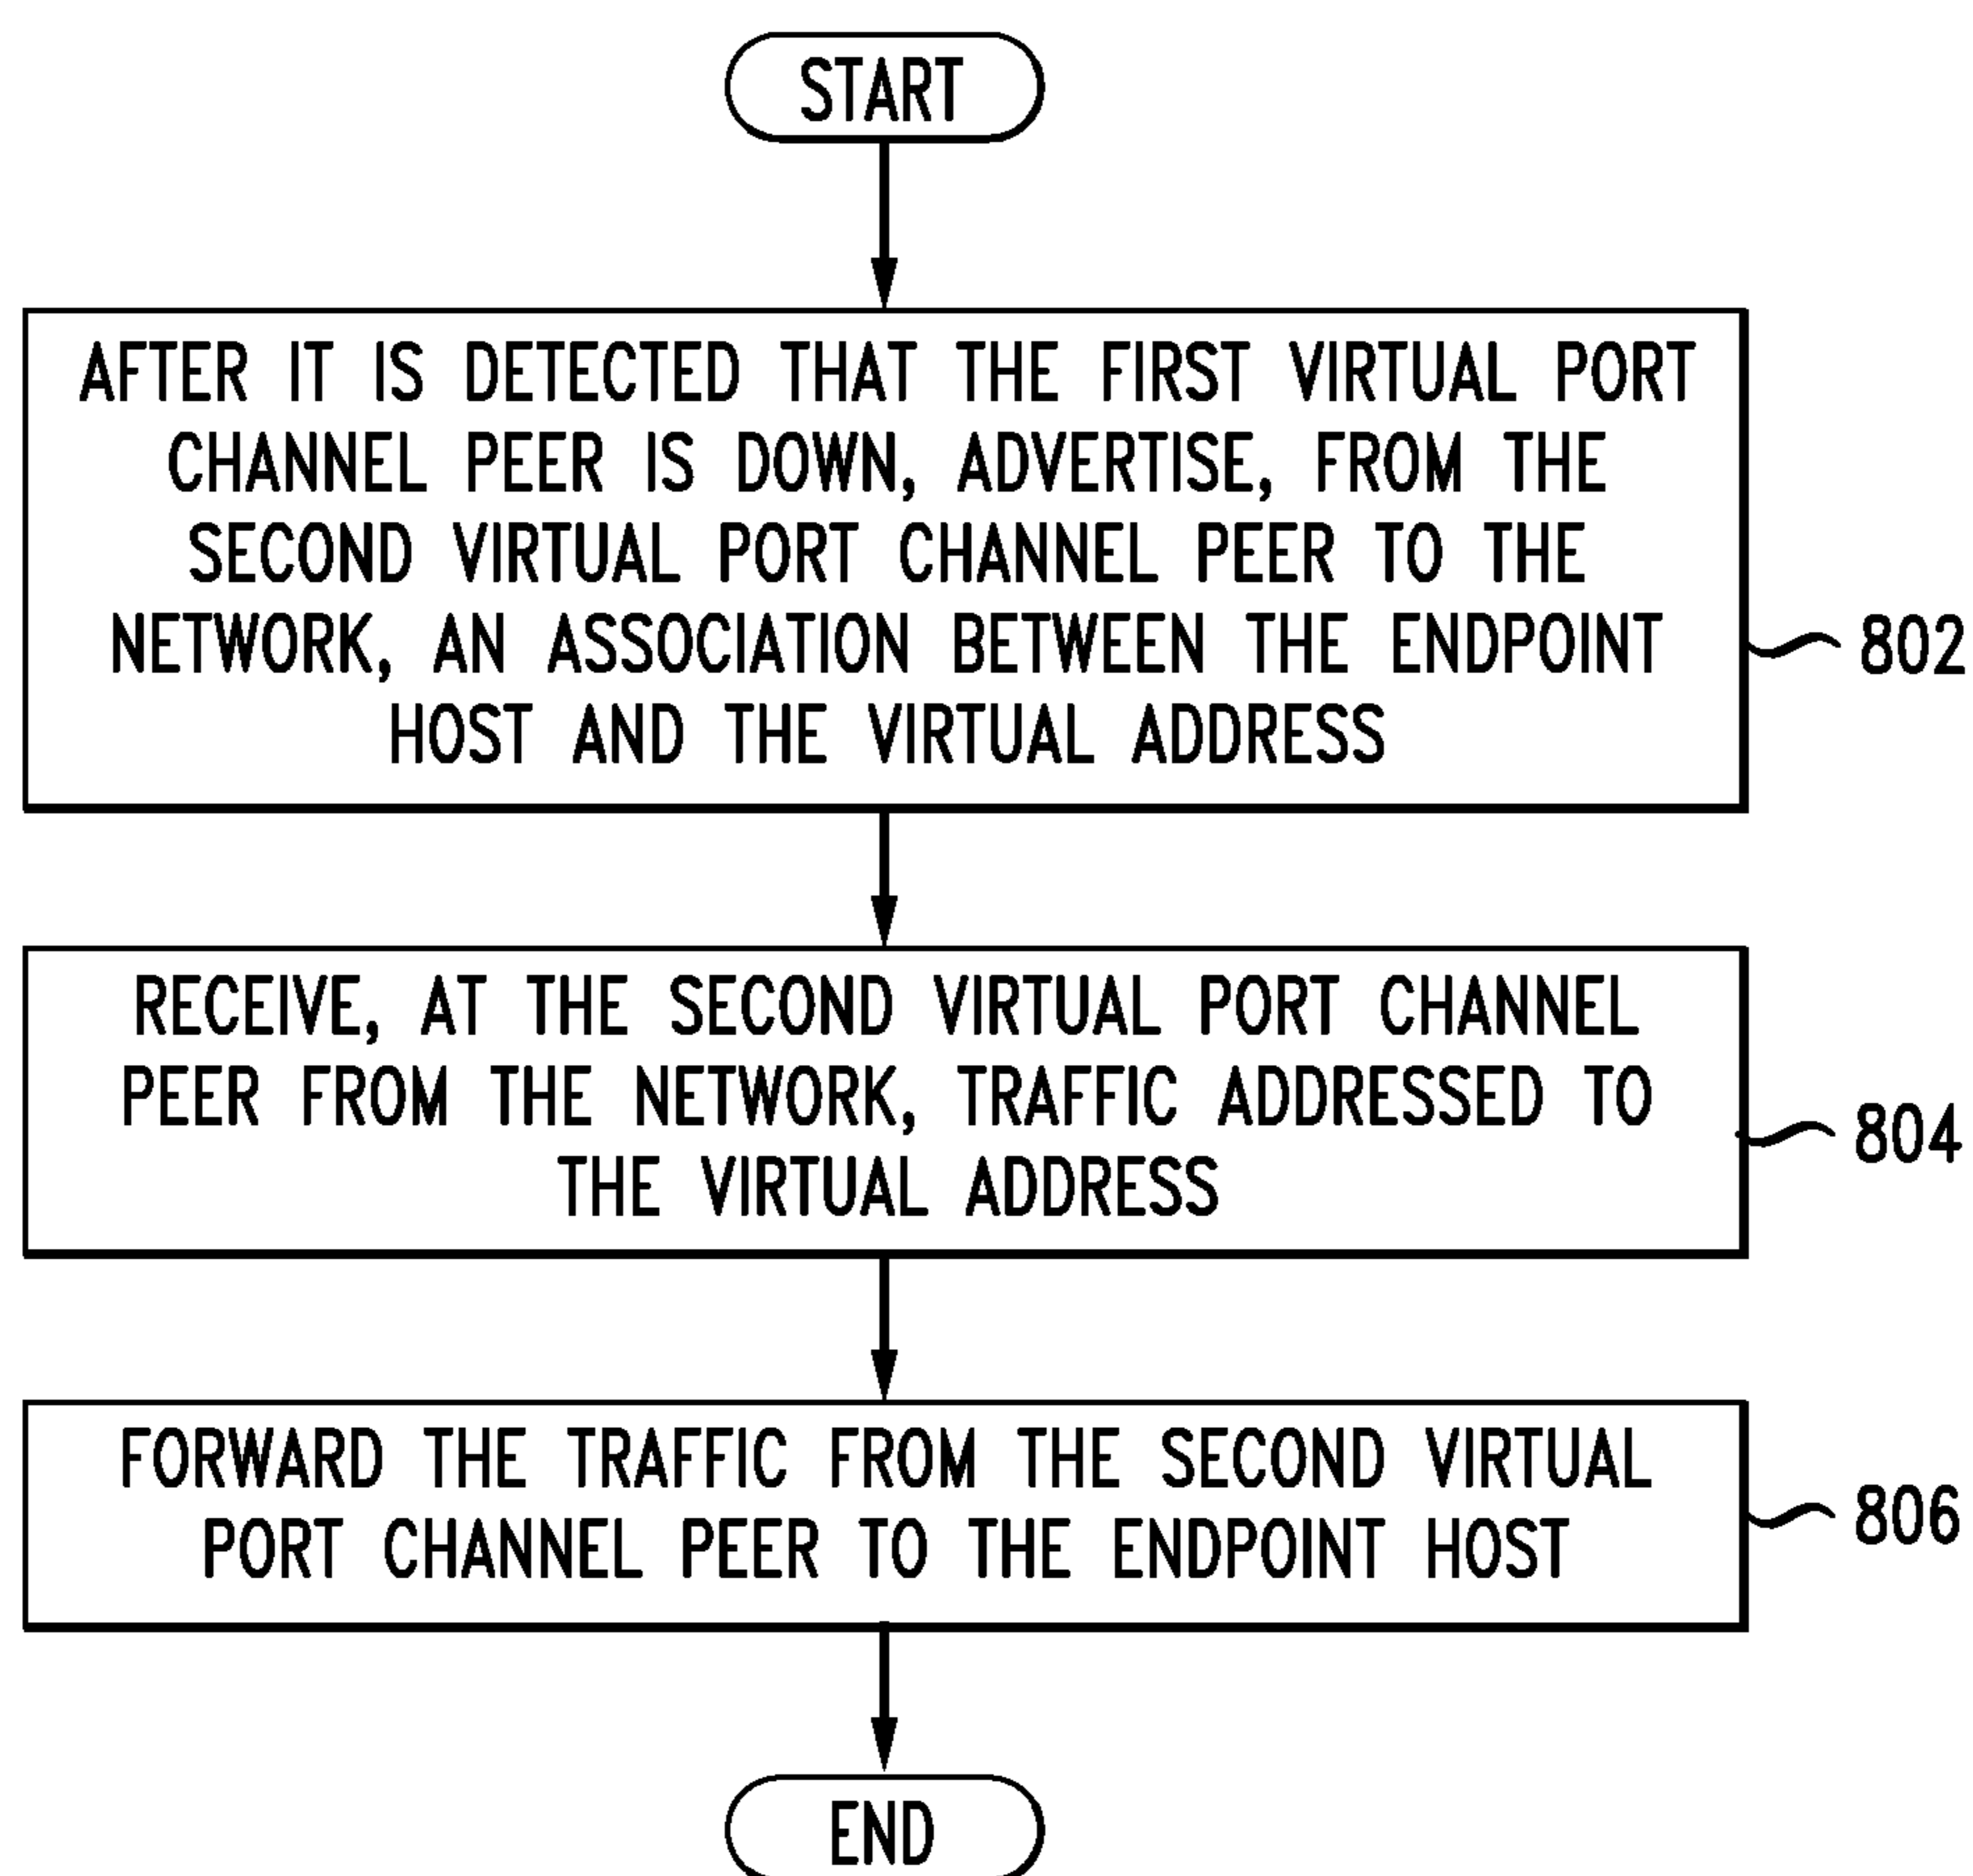 START
AFTER IT IS DETECTED THAT THE FIRST VIRTUAL PORT
CHANNEL PEER IS DOWN, ADVERTISE, FROM THE
SECOND VIRTUAL PORT CHANNEL PEER TO THE
NETWORK, AN ASSOCIATION BETWEEN THE ENDPOINT
HOST AND THE VIRTUAL ADDRESS
802
RECEIVE, AT THE SECOND VIRTUAL PORT CHANNEL
PEER FROM THE NETWORK, TRAFFIC ADDRESSED TO
THE VIRTUAL ADDRESS
804
FORWARD THE TRAFFIC FROM THE SECOND VIRTUAL
PORT CHANNEL PEER TO THE ENDPOINT HOST
806
END